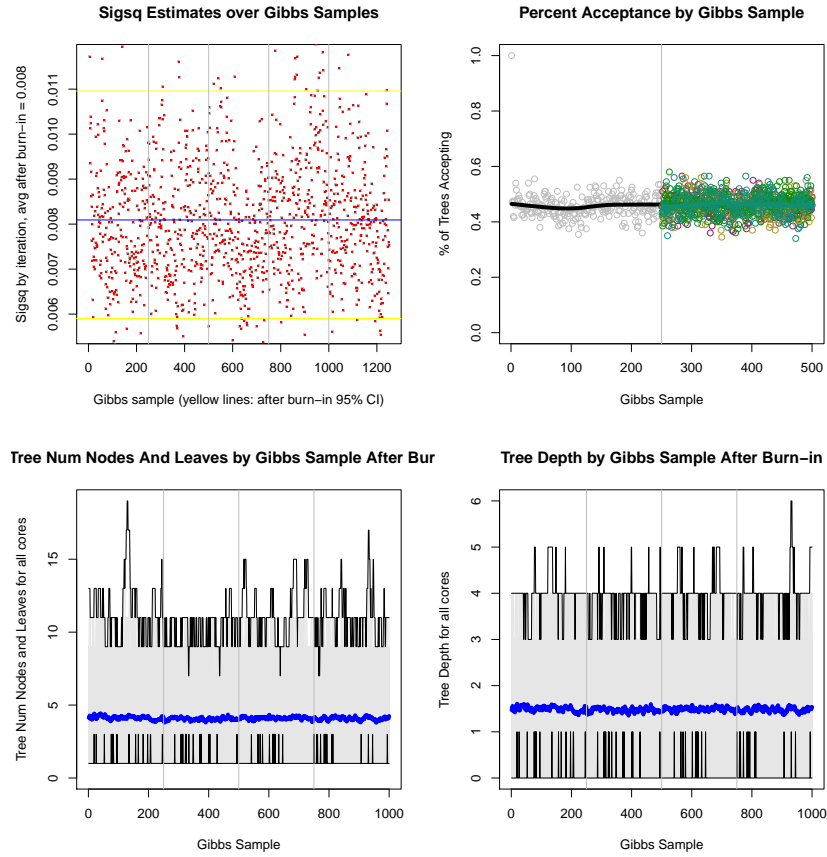 Sigsq Estimates over Gibbs Samples
Sigsq by iteration, avg after burn−in = 0.008
0.006 0.007 0.008 0.009 0.010 0.011
0 200 400 600 800 1000 1200
Gibbs sample (yellow lines: after burn−in 95% CI)
Percent Acceptance by Gibbs Sample
% of Trees Accepting
0.0 0.2 0.4 0.6 0.8 1.0
0 100 200 300 400 500
Gibbs Sample
Tree Num Nodes And Leaves by Gibbs Sample After Bur
Tree Num Nodes and Leaves for all cores
0 5 10 15
0 200 400 600 800 1000
Gibbs Sample
Tree Depth by Gibbs Sample After Burn−in
Tree Depth for all cores
0 1 2 3 4 5 6
0 200 400 600 800 1000
Gibbs Sample